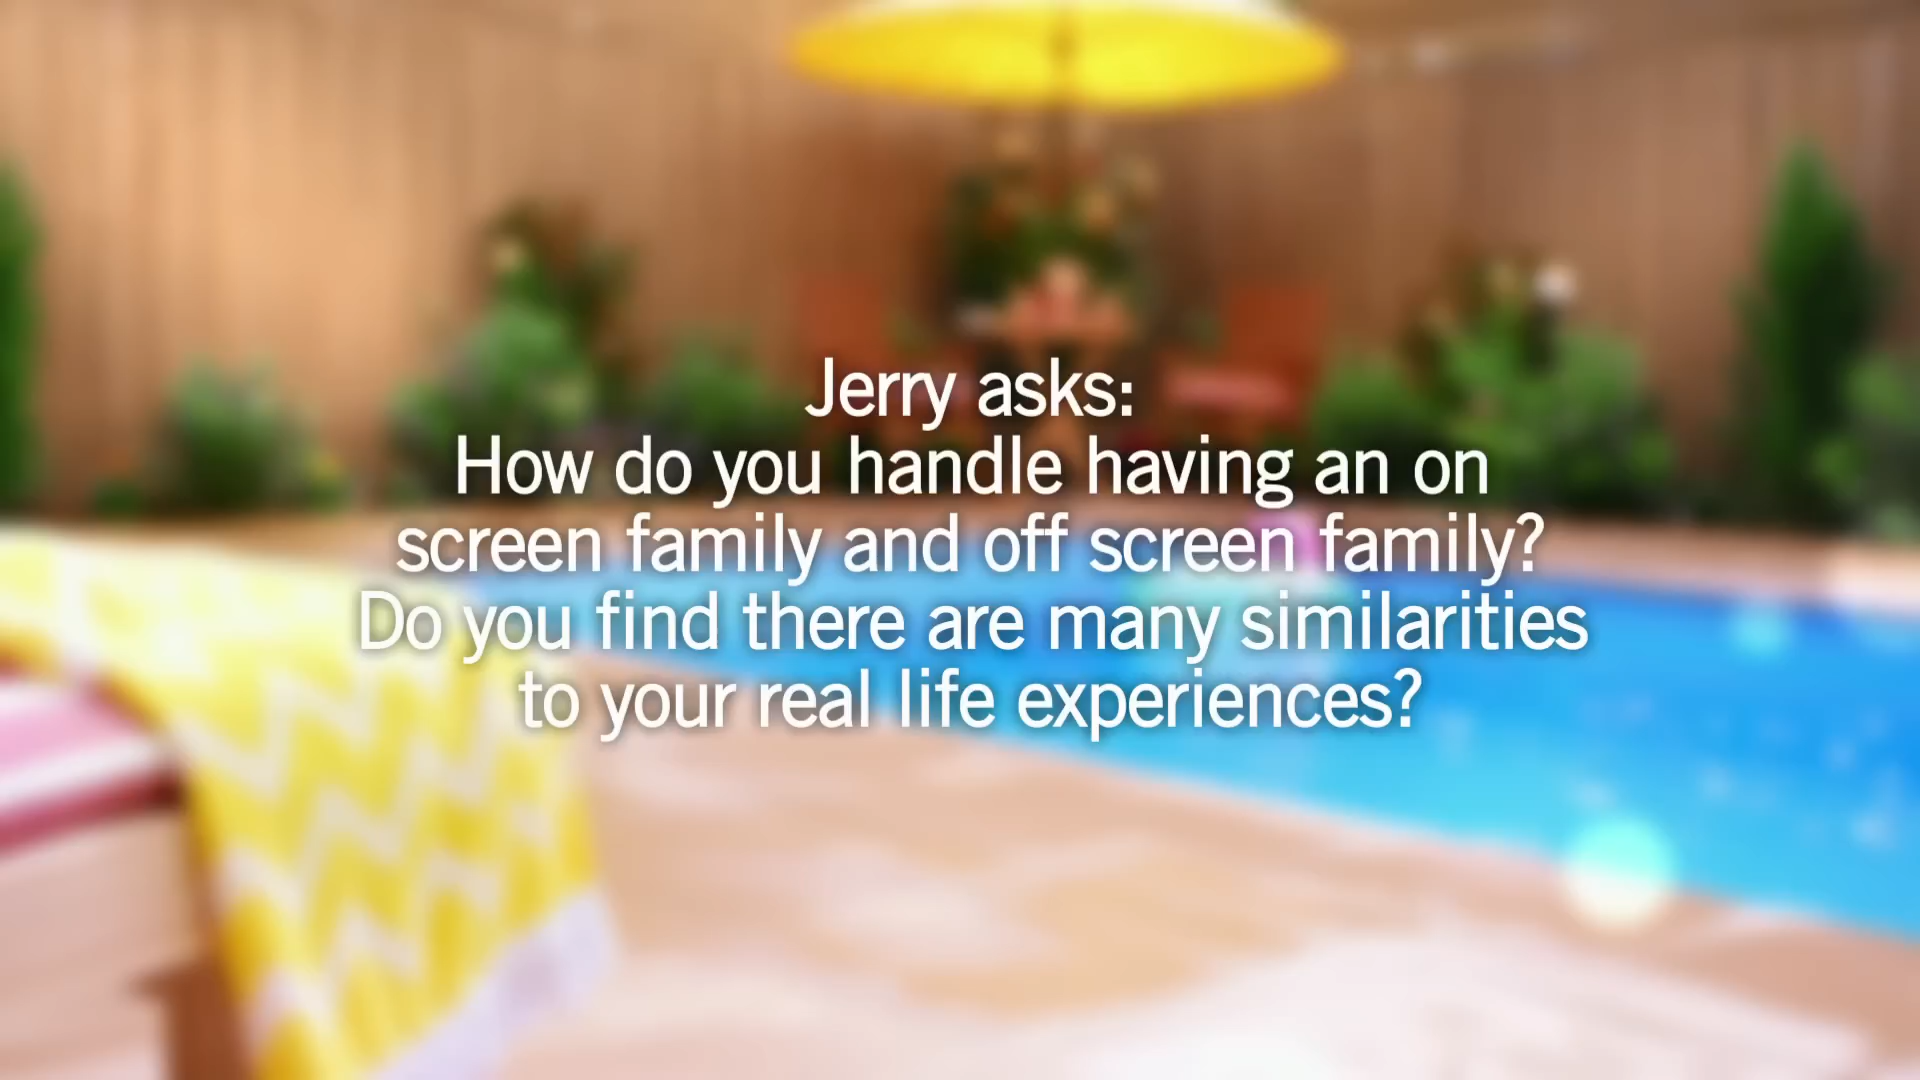 Jerry asks:
How do you handle having an on
screen family and off screen family?
Do you find there are many similarities
to your real life experiences?